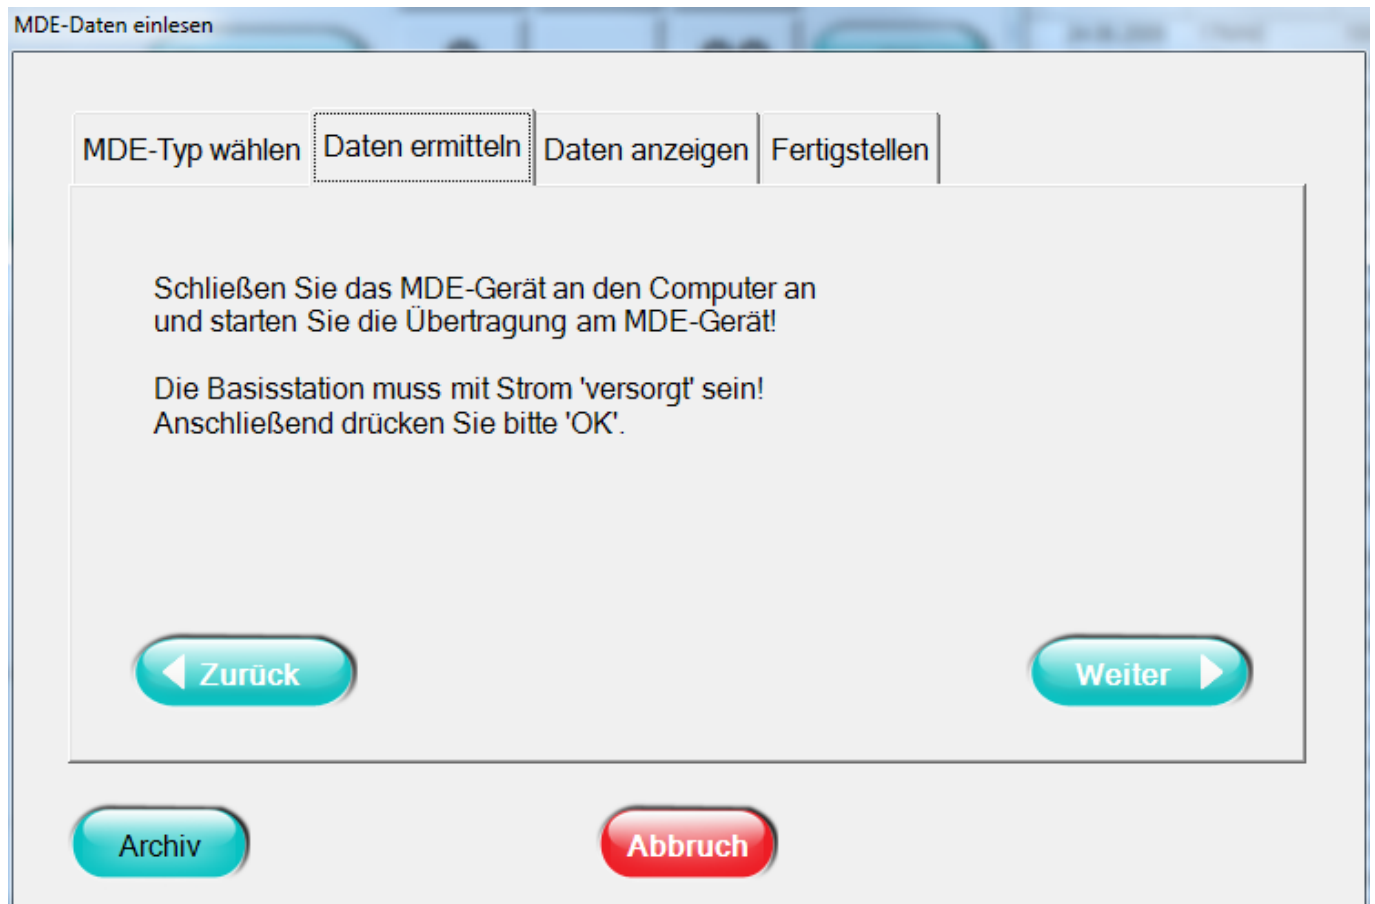 MDE-Daten einlesen
MDE-Typ wählen
Daten ermitteln
Daten anzeigen
Fertigstellen
Schließen Sie das MDE-Gerät an den Computer an
und starten Sie die Übertragung am MDE-Gerät!
Die Basisstation muss mit Strom 'versorgt' sein!
Anschließend drücken Sie bitte 'OK'.
Zurück
Weiter
Archiv
Abbruch